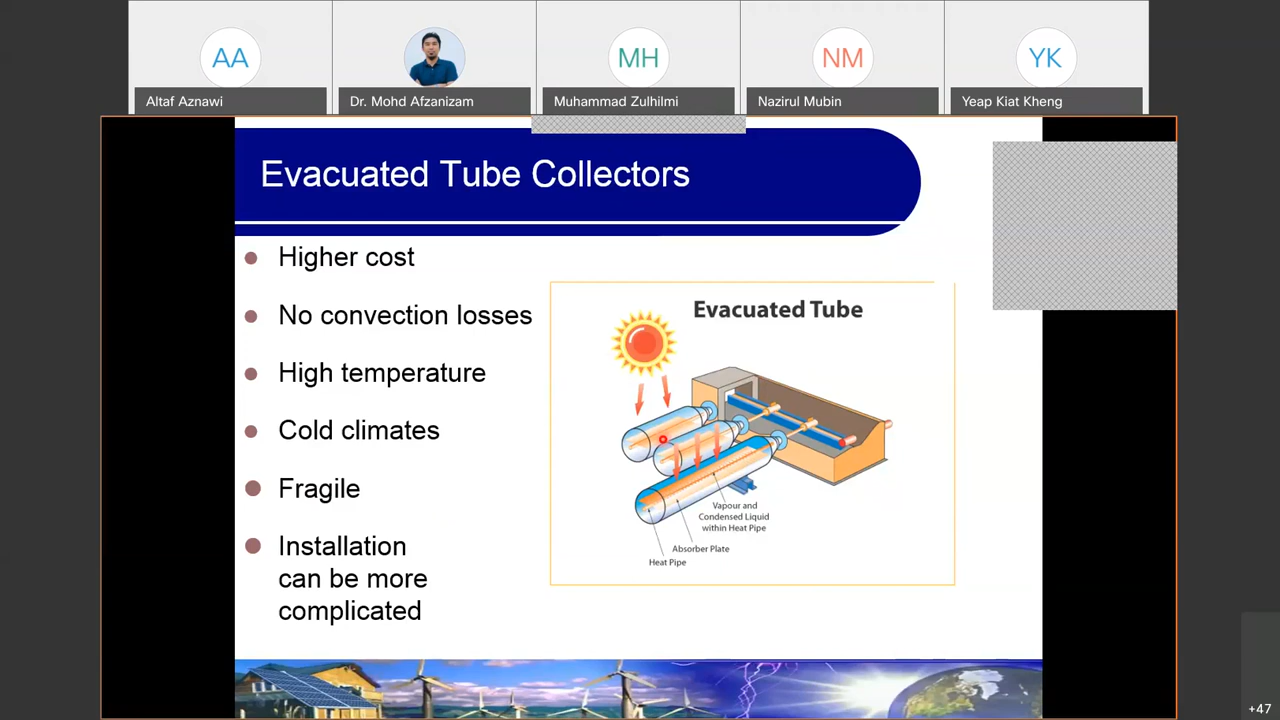 AA
MH
NM
YK
Altaf Aznawi
Dr. Mohd Afzanizam
Muhammad Zulhilmi
Nazirul Mubin
Yeap Kiat Kheng
Evacuated Tube Collectors
Higher cost
No convection losses
High temperature
Cold climates
Fragile
Installation
can be more
complicated
Evacuated Tube
Vapour and
Condensed Liquid
within Heat Pipe
Absorber Plate
Heat Pipe
+47